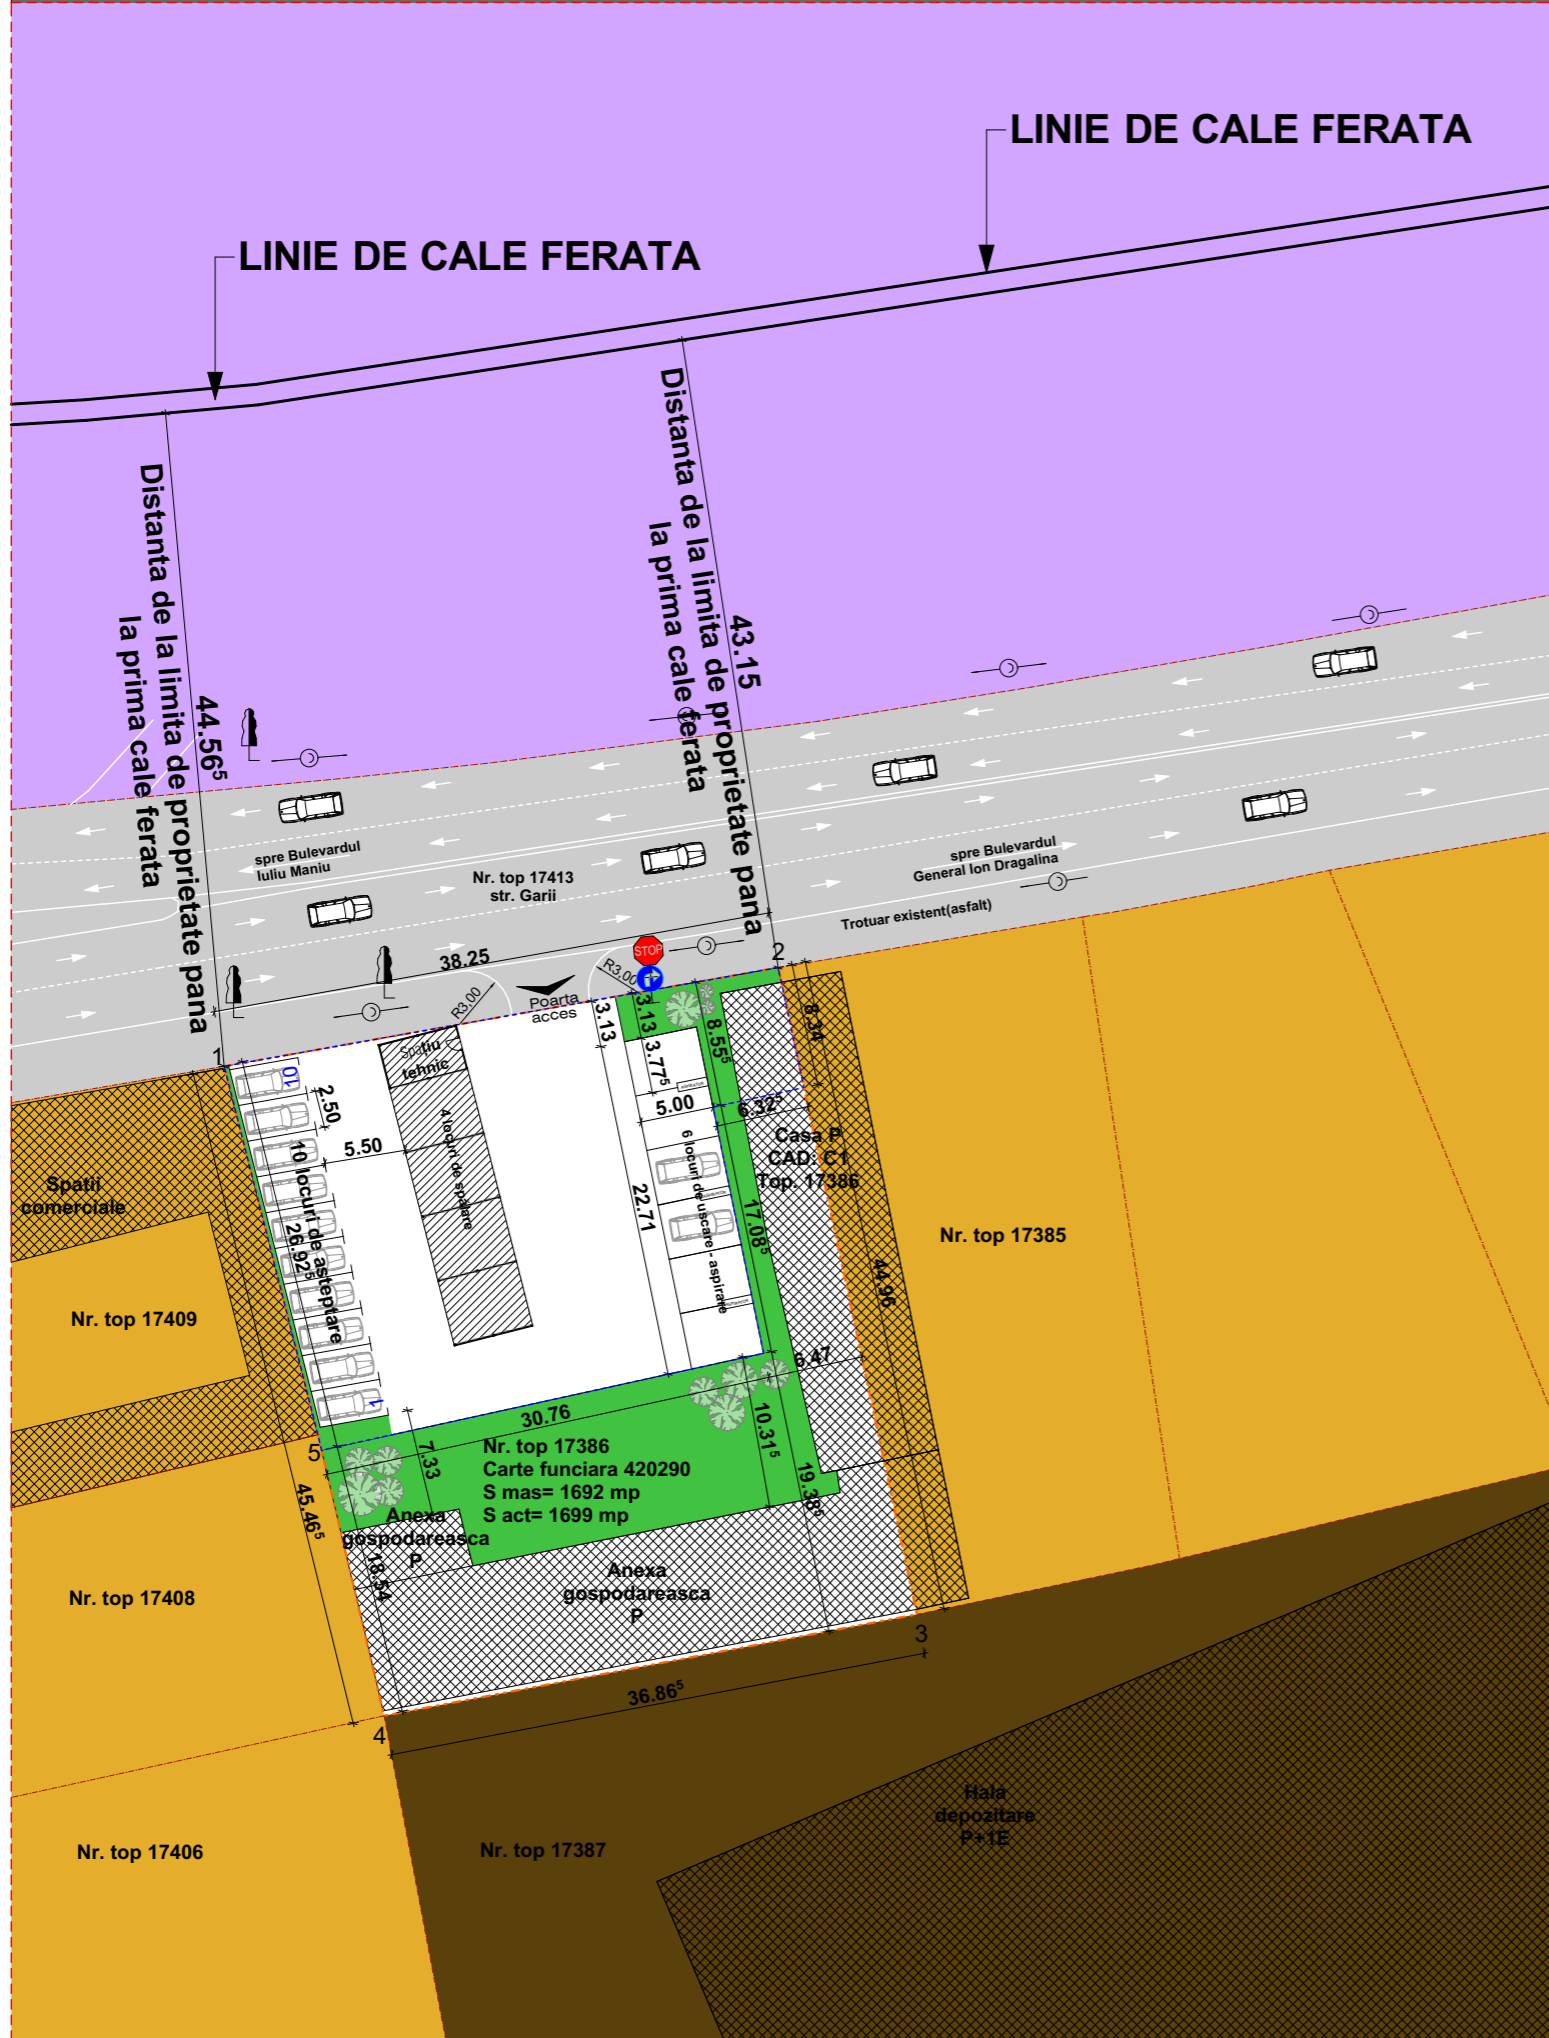 LINIE DE CALE FERATA
LINIE DE CALE FERATA
Distanta de la limita de proprietate pana
la prima cale ferata
43.15
Distanta de la limita de proprietate pana
la prima cale ferata
44.56⁵
spre Bulevardul
Iuliu Maniu
Nr. top 17413
str. Garii
spre Bulevardul
General Ion Dragalina
Trotuar existent(asfalt)
38.25
STOP
R3,00
R3,00
Poarta
acces
1
2
3.13
3.13
3.77⁵
8.55⁵
8.34
Spatiu
tehnic
10
2.50
5.50
5.00
6.32⁵
4 locuri de spalare
10 locuri de asteptare
26.92⁵
22.71
6 locuri de uscare - aspirare
17.08⁵
Casa P
CAD: C1
Top. 17386
44.96
Spatii
comerciale
Nr. top 17409
Nr. top 17385
1
6.47
30.76
7.33
10.31⁵
19.38⁵
5
45.46⁵
Nr. top 17386
Carte funciara 420290
S mas= 1692 mp
S act= 1699 mp
Anexa
gospodareasca
P
18.54
Anexa
gospodareasca
P
Nr. top 17408
3
36.86⁵
4
Nr. top 17406
Nr. top 17387
Hala
depozitare
P+1E